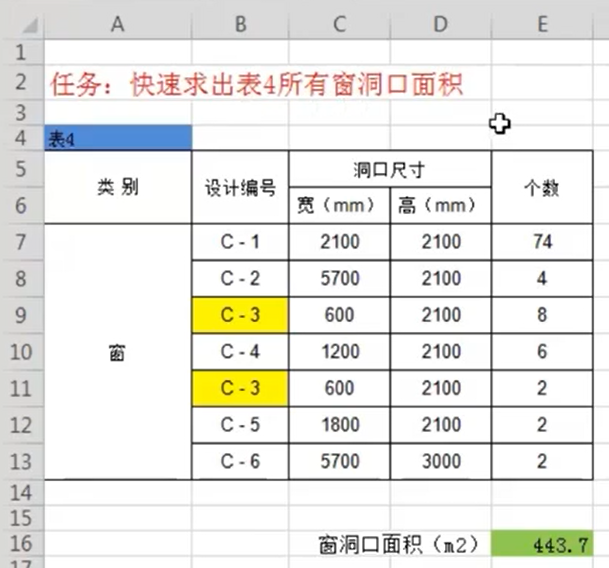 A B C D E
1
2 任务：快速求出表4所有窗洞口面积
3
4 表4
5 类别 设计编号 洞口尺寸 个数
6 宽（mm） 高（mm）
7 C - 1 2100 2100 74
8 C - 2 5700 2100 4
9 C - 3 600 2100 8
10 窗 C - 4 1200 2100 6
11 C - 3 600 2100 2
12 C - 5 1800 2100 2
13 C - 6 5700 3000 2
14
15
16 窗洞口面积（m2） 443.7
17